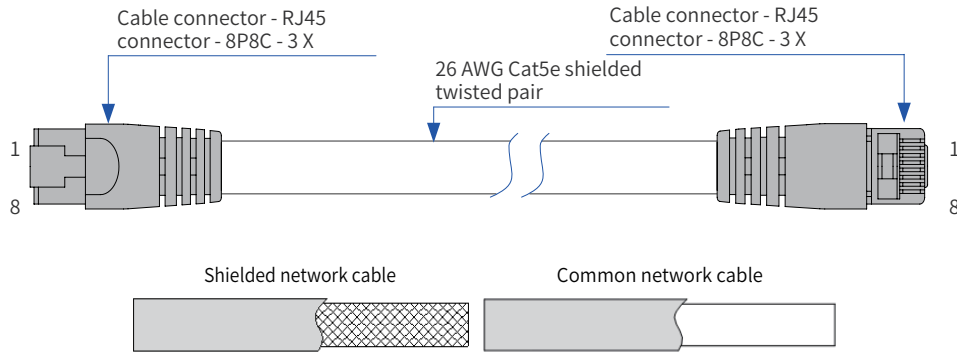 Cable connector - RJ45
connector - 8P8C - 3 X
Cable connector - RJ45
connector - 8P8C - 3 X
26 AWG Cat5e shielded
twisted pair
1
8
1
8
Shielded network cable
Common network cable